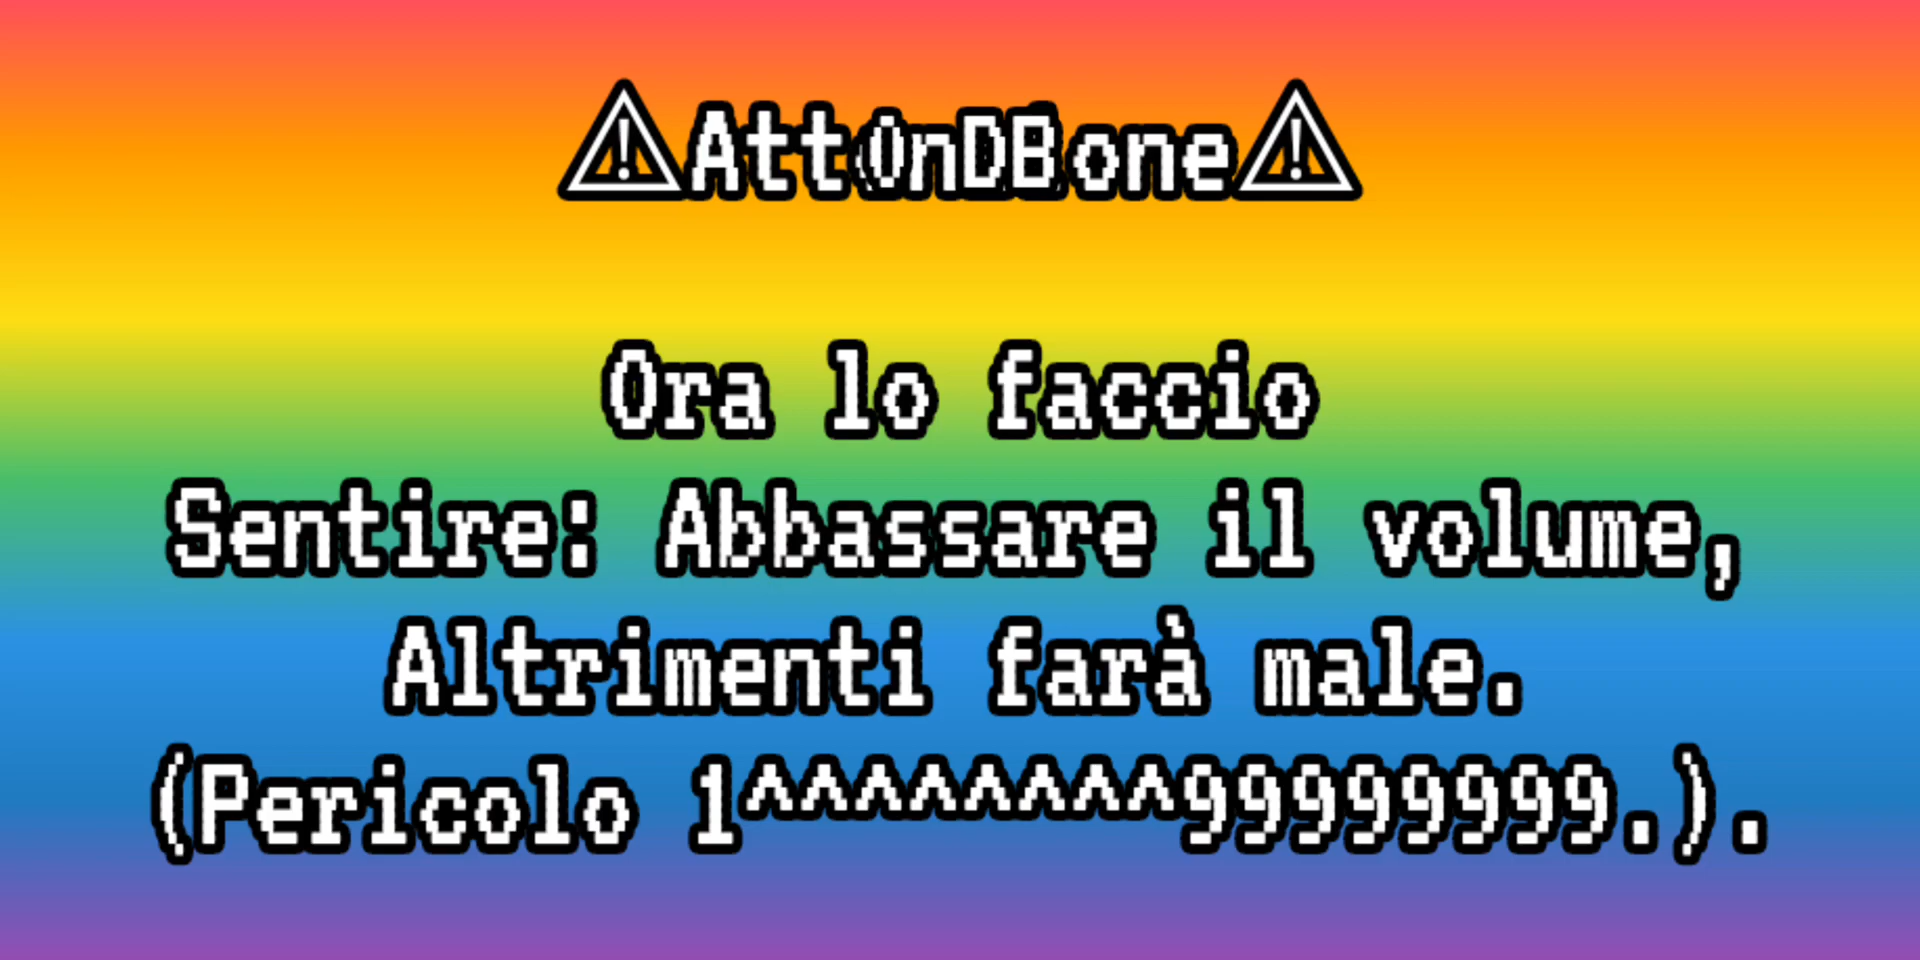 ⚠AttOnDBone⚠
Ora lo faccio
Sentire: Abbassare il volume,
Altrimenti farà male.
(Pericolo 1^^^^^^^^99999999.).